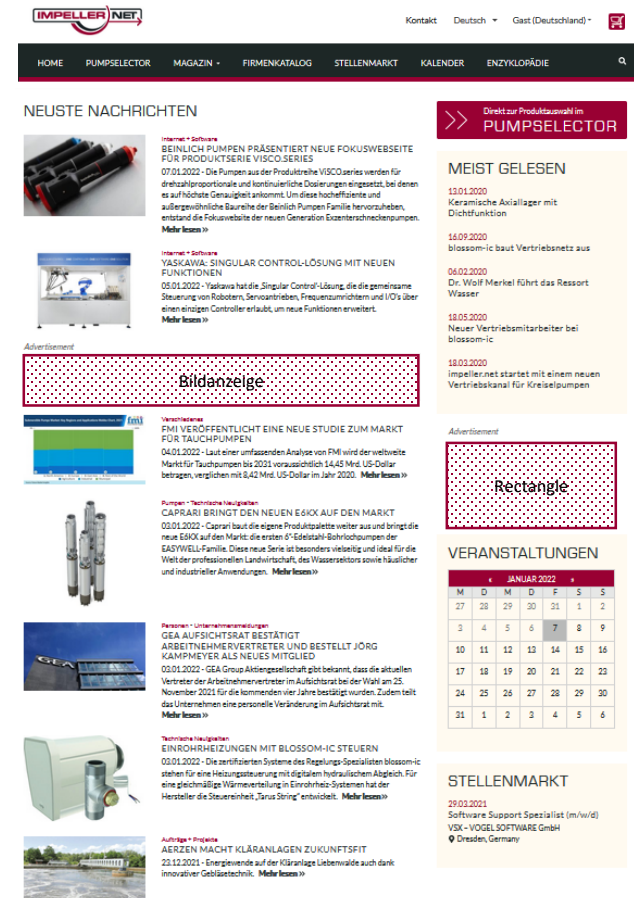 IMPELLER NET
Kontakt Deutsch Gast (Deutschland)
HOME PUMPSELECTOR MAGAZIN FIRMENKATALOG STELLENMARKT KALENDER ENZYKLOPÄDIE
NEUSTE NACHRICHTEN
Internet + Software
BEINLICH PUMPEN PRÄSENTIERT NEUE FOKUSWEBSEITE
FÜR PRODUKTSERIE VISCO.SERIES
07.01.2022 - Die Pumpen aus der Produktreihe ViSCO.series werden für
drehzahlproportionale und kontinuierliche Dosierungen eingesetzt, bei denen
es auf höchste Genauigkeit ankommt. Um diese hocheffiziente und
außergewöhnliche Baureihe der Beinlich Pumpen Familie hervorzuheben,
entstand die Fokuswebsite der neuen Generation Exzenterschneckenpumpen.
Mehr lesen »
Internet + Software
YASKAWA: SINGULAR CONTROL-LÖSUNG MIT NEUEN
FUNKTIONEN
05.01.2022 - Yaskawa hat die ‚Singular Control'-Lösung, die die gemeinsame
Steuerung von Robotern, Servoantrieben, Frequenzumrichtern und I/O's über
einen einzigen Controller erlaubt, um neue Funktionen erweitert.
Mehr lesen »
Advertisement
Bildanzeige
fmi
Verschiedenes
FMI VERÖFFENTLICHT EINE NEUE STUDIE ZUM MARKT
FÜR TAUCHPUMPEN
04.01.2022 - Laut einer umfassenden Analyse von FMI wird der weltweite
Markt für Tauchpumpen bis 2031 voraussichtlich 14,45 Mrd. US-Dollar
betragen, verglichen mit 8,42 Mrd. US-Dollar im Jahr 2020. Mehr lesen »
Pumpen - Technische Neuigkeiten
CAPRARI BRINGT DEN NEUEN E6KX AUF DEN MARKT
03.01.2022 - Caprari baut die eigene Produktpalette weiter aus und bringt die
neue E6KX auf den Markt: die ersten 6"-Edelstahl-Bohrlochpumpen der
EASYWELL-Familie. Diese neue Serie ist besonders vielseitig und ideal für die
Welt der professionellen Landwirtschaft, des Wassersektors sowie häuslicher
und industrieller Anwendungen. Mehr lesen »
GEA
Personen - Unternehmensmeldungen
GEA AUFSICHTSRAT BESTÄTIGT
ARBEITNEHMERVERTRETER UND BESTELLT JÖRG
KAMPMEYER ALS NEUES MITGLIED
03.01.2022 - GEA Group Aktiengesellschaft gibt bekannt, dass die aktuellen
Vertreter der Arbeitnehmervertreter im Aufsichtsrat bei der Wahl am 25.
November 2021 für die kommenden vier Jahre bestätigt wurden. Zudem teilt
das Unternehmen eine personelle Veränderung im Aufsichtsrat mit.
Mehr lesen »
Technische Neuigkeiten
EINROHRHEIZUNGEN MIT BLOSSOM-IC STEUERN
03.01.2022 - Die zertifizierten Systeme des Regelungs-Spezialisten blossom-ic
stehen für eine Heizungssteuerung mit digitalem hydraulischem Abgleich. Für
eine gleichmäßige Wärmeverteilung in Einrohrheiz-Systemen hat der
Hersteller die Steuereinheit „Tarus String" entwickelt. Mehr lesen »
Aufträge + Projekte
AERZEN MACHT KLÄRANLAGEN ZUKUNFTSFIT
23.12.2021 - Energiewende auf der Kläranlage Liebenwalde auch dank
innovativer Gebläsetechnik. Mehr lesen »
Direkt zur Produktauswahl im
PUMPSELECTOR
MEIST GELESEN
13.01.2020
Keramische Axiallager mit
Dichtfunktion
16.09.2020
blossom-ic baut Vertriebsnetz aus
06.02.2020
Dr. Wolf Merkel führt das Ressort
Wasser
18.05.2020
Neuer Vertriebsmitarbeiter bei
blossom-ic
18.03.2020
impeller.net startet mit einem neuen
Vertriebskanal für Kreiselpumpen
Advertisement
Rectangle
VERANSTALTUNGEN
« JANUAR 2022 »
M D M D F S S
27 28 29 30 31 1 2
3 4 5 6 7 8 9
10 11 12 13 14 15 16
17 18 19 20 21 22 23
24 25 26 27 28 29 30
31 1 2 3 4 5 6
STELLENMARKT
29.03.2021
Software Support Spezialist (m/w/d)
VSX – VOGEL SOFTWARE GmbH
Dresden, Germany